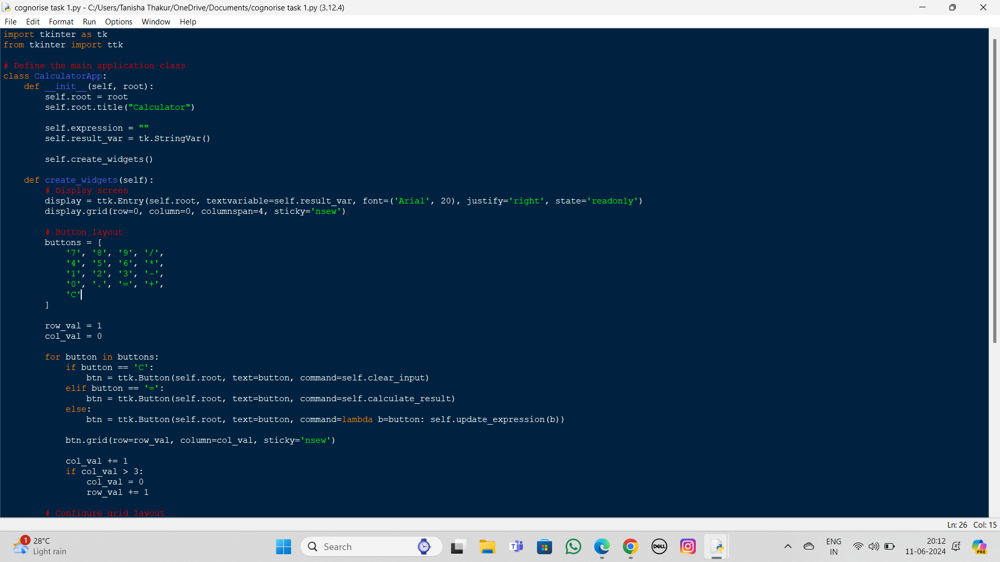 cognorise task 1.py - C:/Users/Tanisha Thakur/OneDrive/Documents/cognorise task 1.py (3.12.4)
File Edit Format Run Options Window Help
import tkinter as tk
from tkinter import ttk

# Define the main application class
class CalculatorApp:
    def __init__(self, root):
        self.root = root
        self.root.title("Calculator")

        self.expression = ""
        self.result_var = tk.StringVar()

        self.create_widgets()

    def create_widgets(self):
        # Display screen
        display = ttk.Entry(self.root, textvariable=self.result_var, font=('Arial', 20), justify='right', state='readonly')
        display.grid(row=0, column=0, columnspan=4, sticky='nsew')

        # Button layout
        buttons = [
            '7', '8', '9', '/',
            '4', '5', '6', '*',
            '1', '2', '3', '-',
            '0', '.', '=', '+',
            'C'
        ]

        row_val = 1
        col_val = 0

        for button in buttons:
            if button == 'C':
                btn = ttk.Button(self.root, text=button, command=self.clear_input)
            elif button == '=':
                btn = ttk.Button(self.root, text=button, command=self.calculate_result)
            else:
                btn = ttk.Button(self.root, text=button, command=lambda b=button: self.update_expression(b))

            btn.grid(row=row_val, column=col_val, sticky='nsew')

            col_val += 1
            if col_val > 3:
                col_val = 0
                row_val += 1

        # Configure grid layout
Ln: 26 Col: 15
1
28°C
Light rain
Search
DELL
ENG
IN
20:12
11-06-2024
PRE